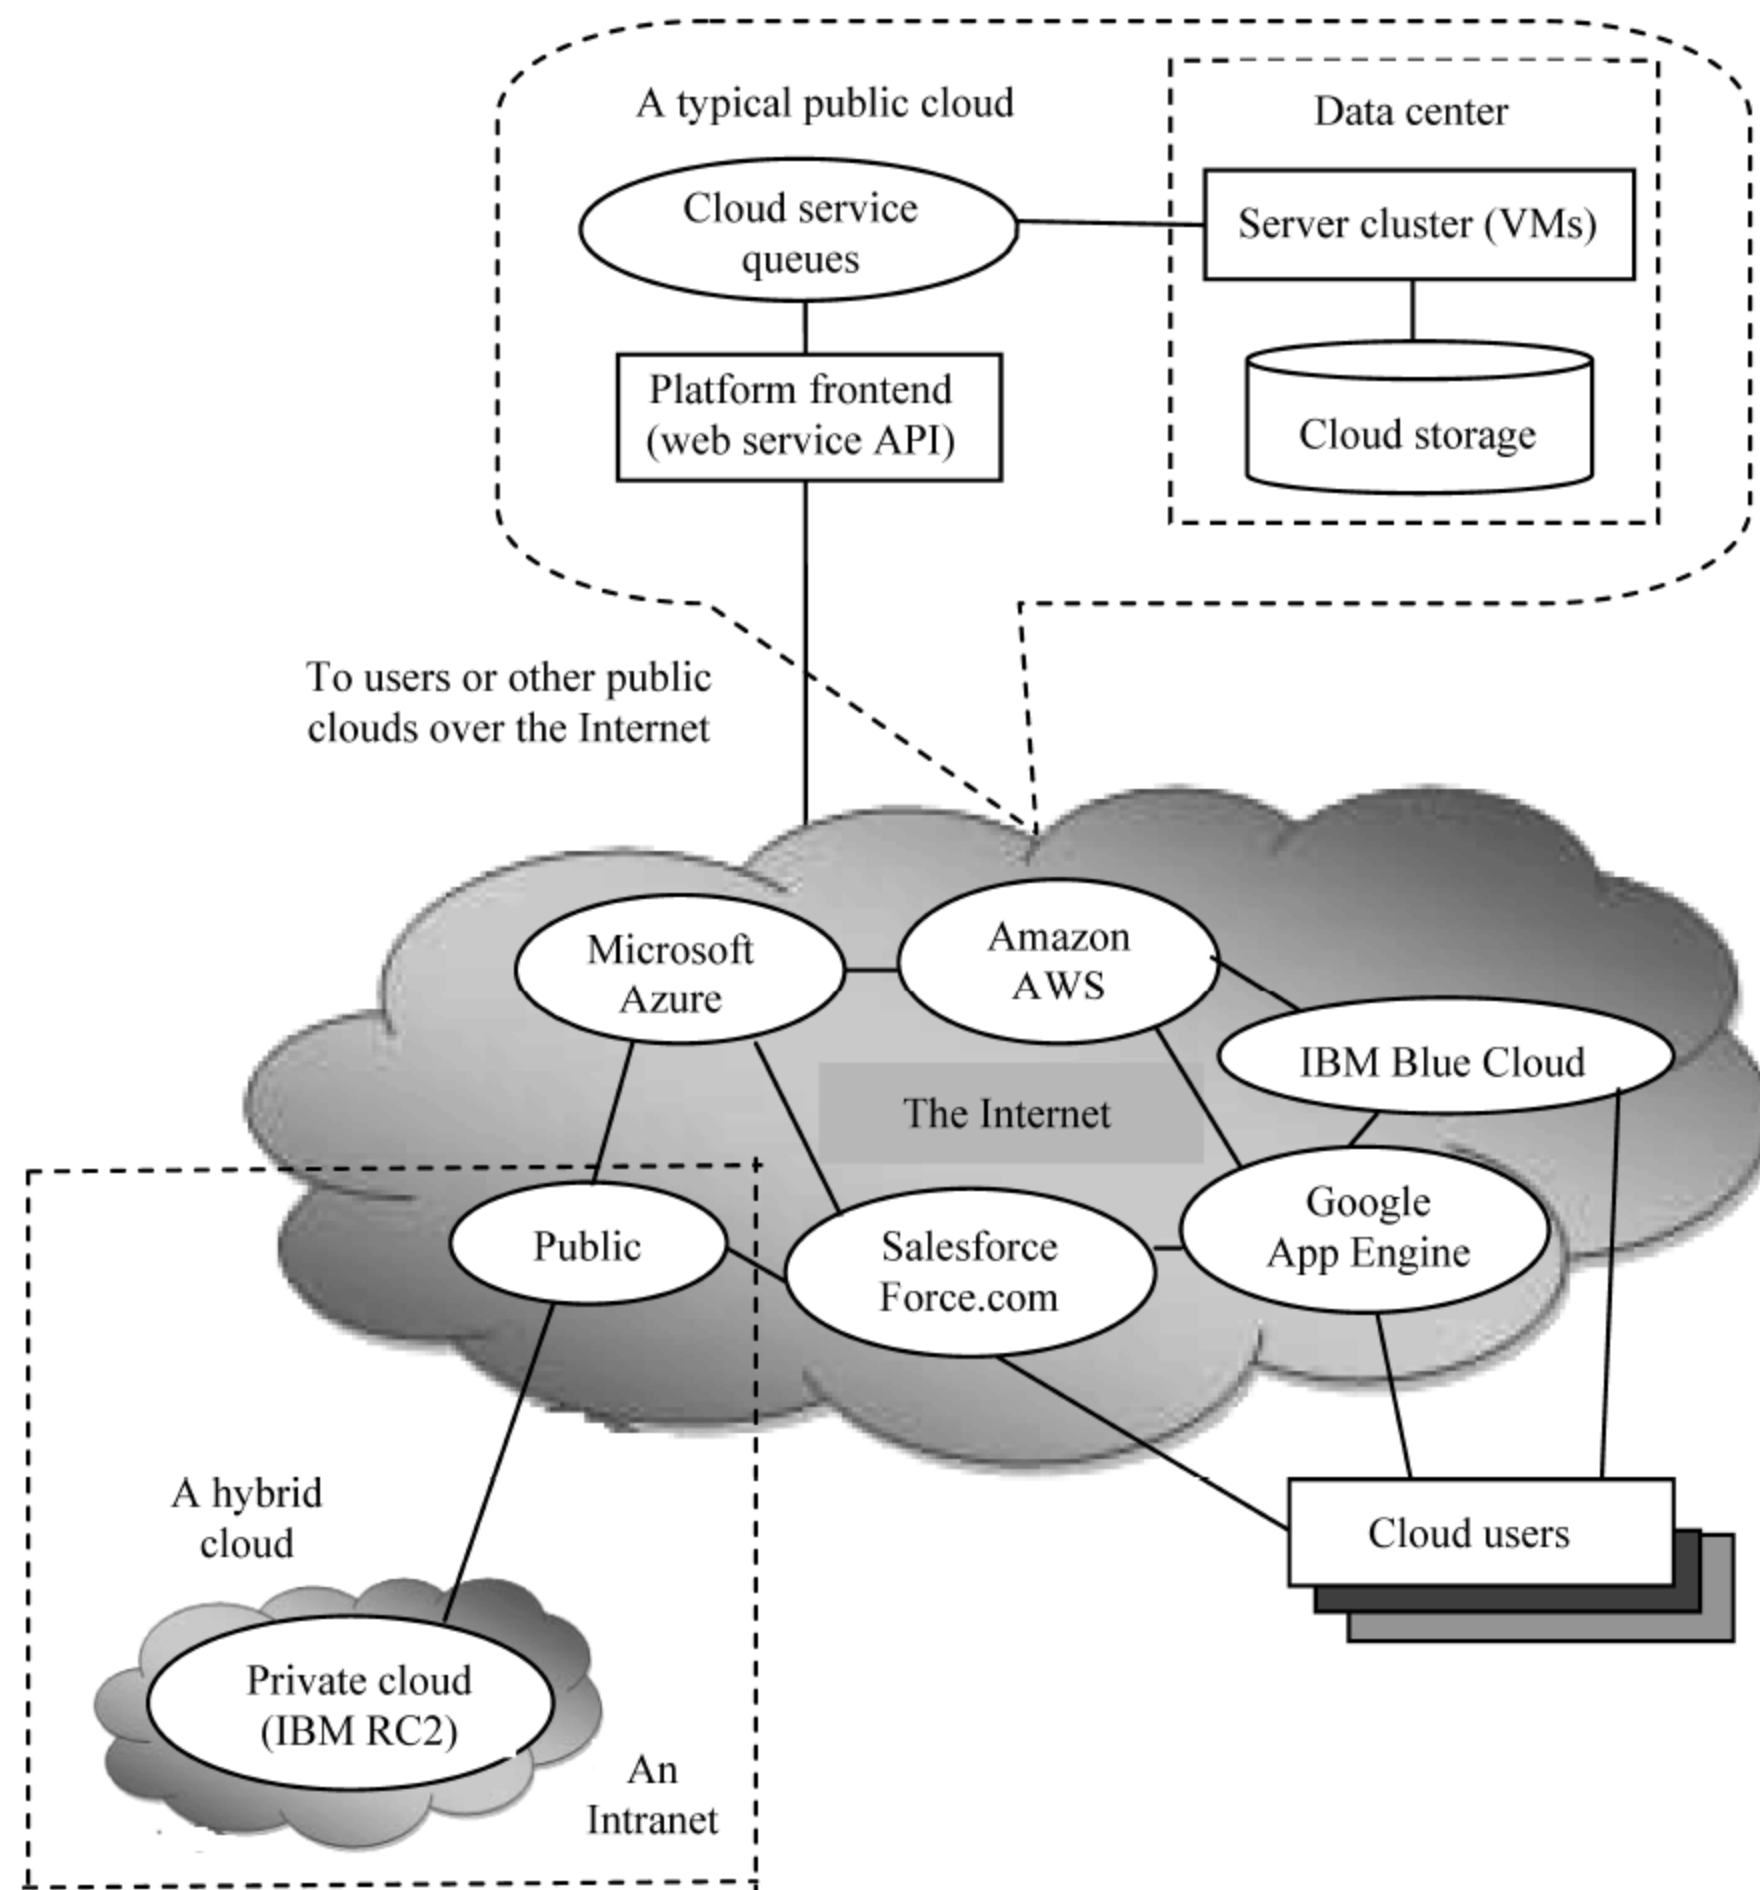 A typical public cloud
Data center
Cloud service
queues
Server cluster (VMs)
Platform frontend
(web service API)
Cloud storage
To users or other public
clouds over the Internet
Microsoft
Azure
Amazon
AWS
IBM Blue Cloud
The Internet
Public
Salesforce
Force.com
Google
App Engine
A hybrid
cloud
Cloud users
Private cloud
(IBM RC2)
An
Intranet